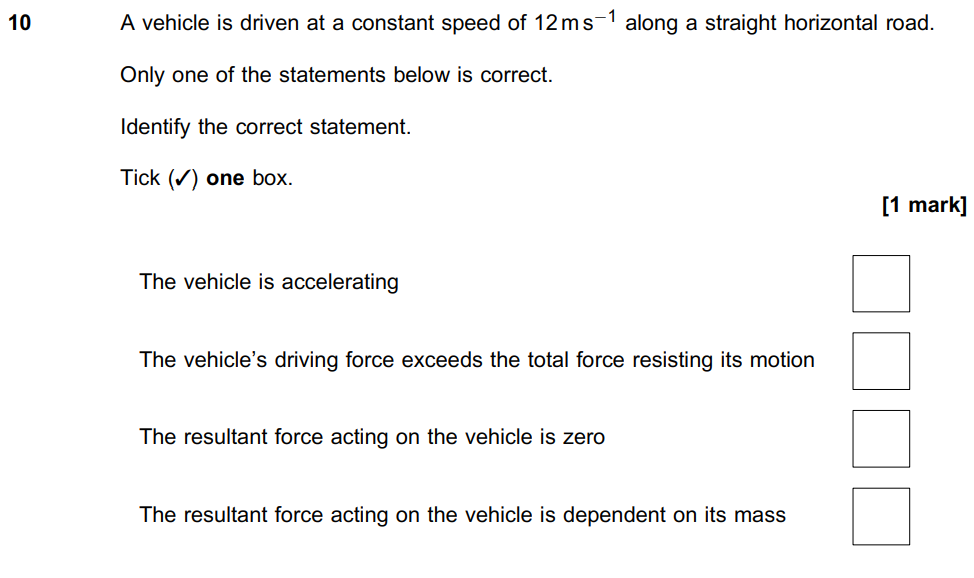 10 A vehicle is driven at a constant speed of 12 m s⁻¹ along a straight horizontal road.
Only one of the statements below is correct.
Identify the correct statement.
Tick (✓) one box.
[1 mark]
The vehicle is accelerating
The vehicle’s driving force exceeds the total force resisting its motion
The resultant force acting on the vehicle is zero
The resultant force acting on the vehicle is dependent on its mass